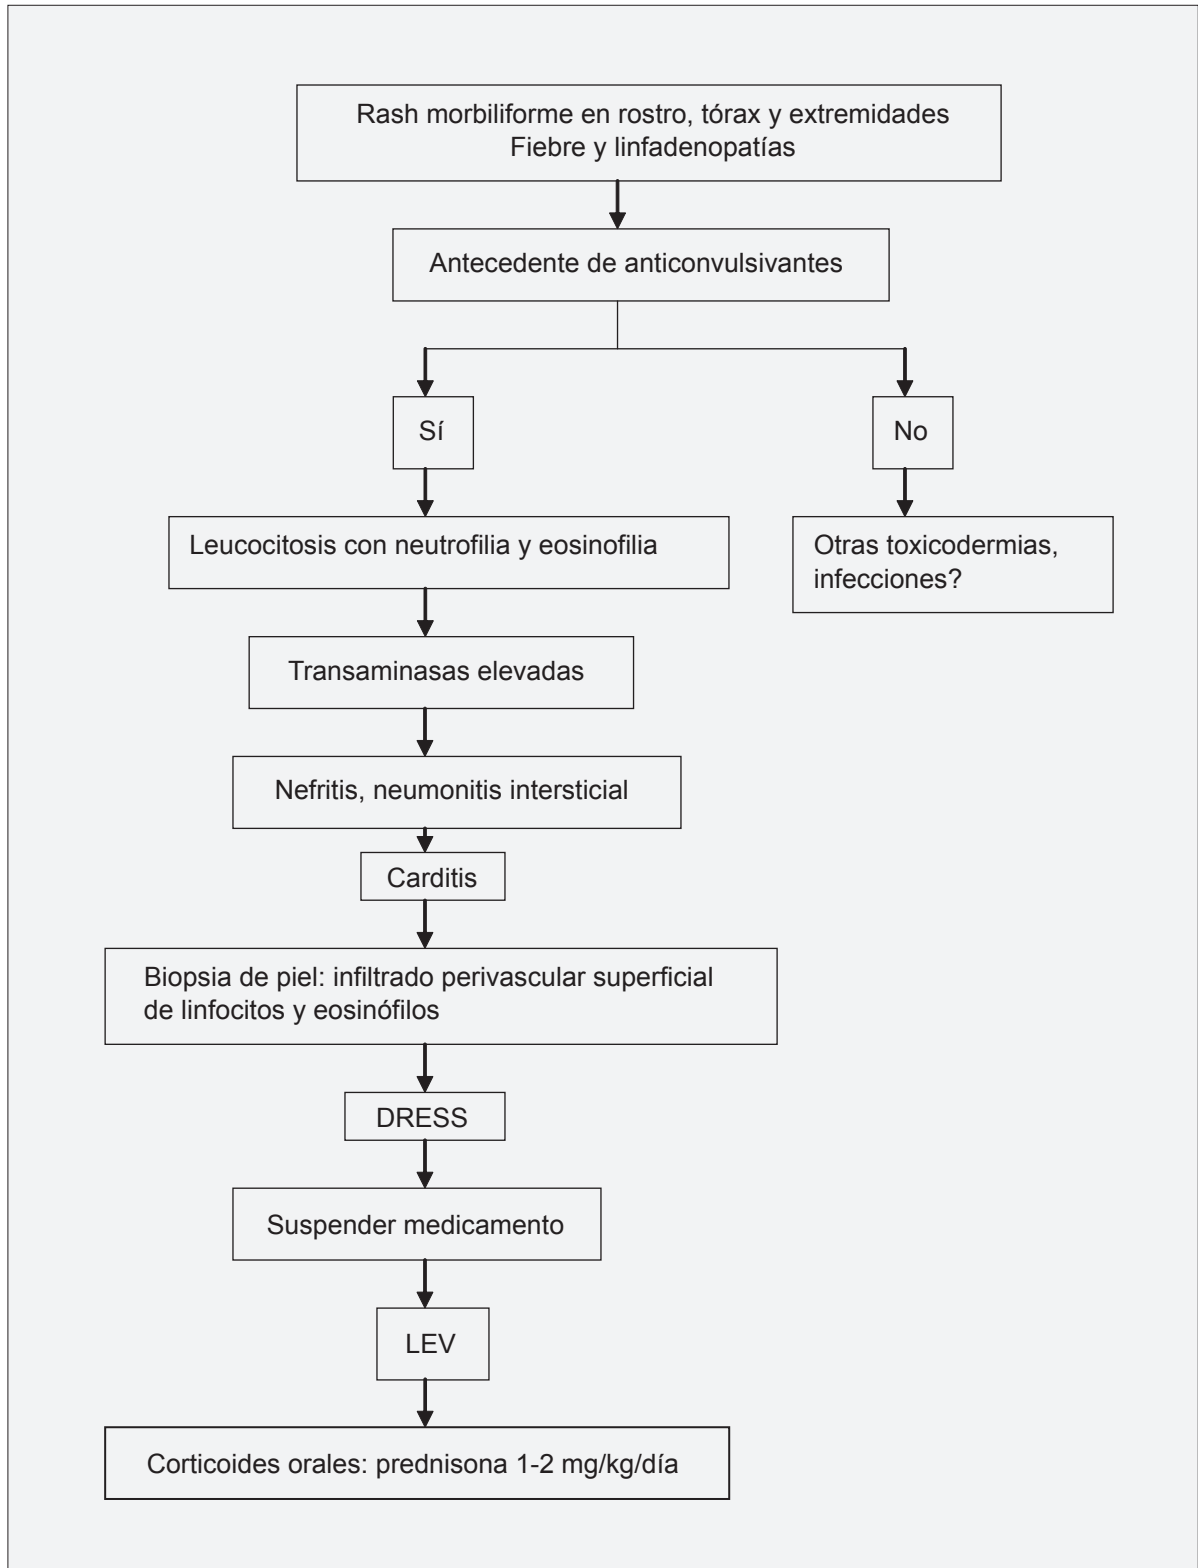 Rash morbiliforme en rostro, tórax y extremidades
Fiebre y linfadenopatías
Antecedente de anticonvulsivantes
Sí
No
Leucocitosis con neutrofilia y eosinofilia
Otras toxicodermias,
infecciones?
Transaminasas elevadas
Nefritis, neumonitis intersticial
Carditis
Biopsia de piel: infiltrado perivascular superficial
de linfocitos y eosinófilos
DRESS
Suspender medicamento
LEV
Corticoides orales: prednisona 1-2 mg/kg/día